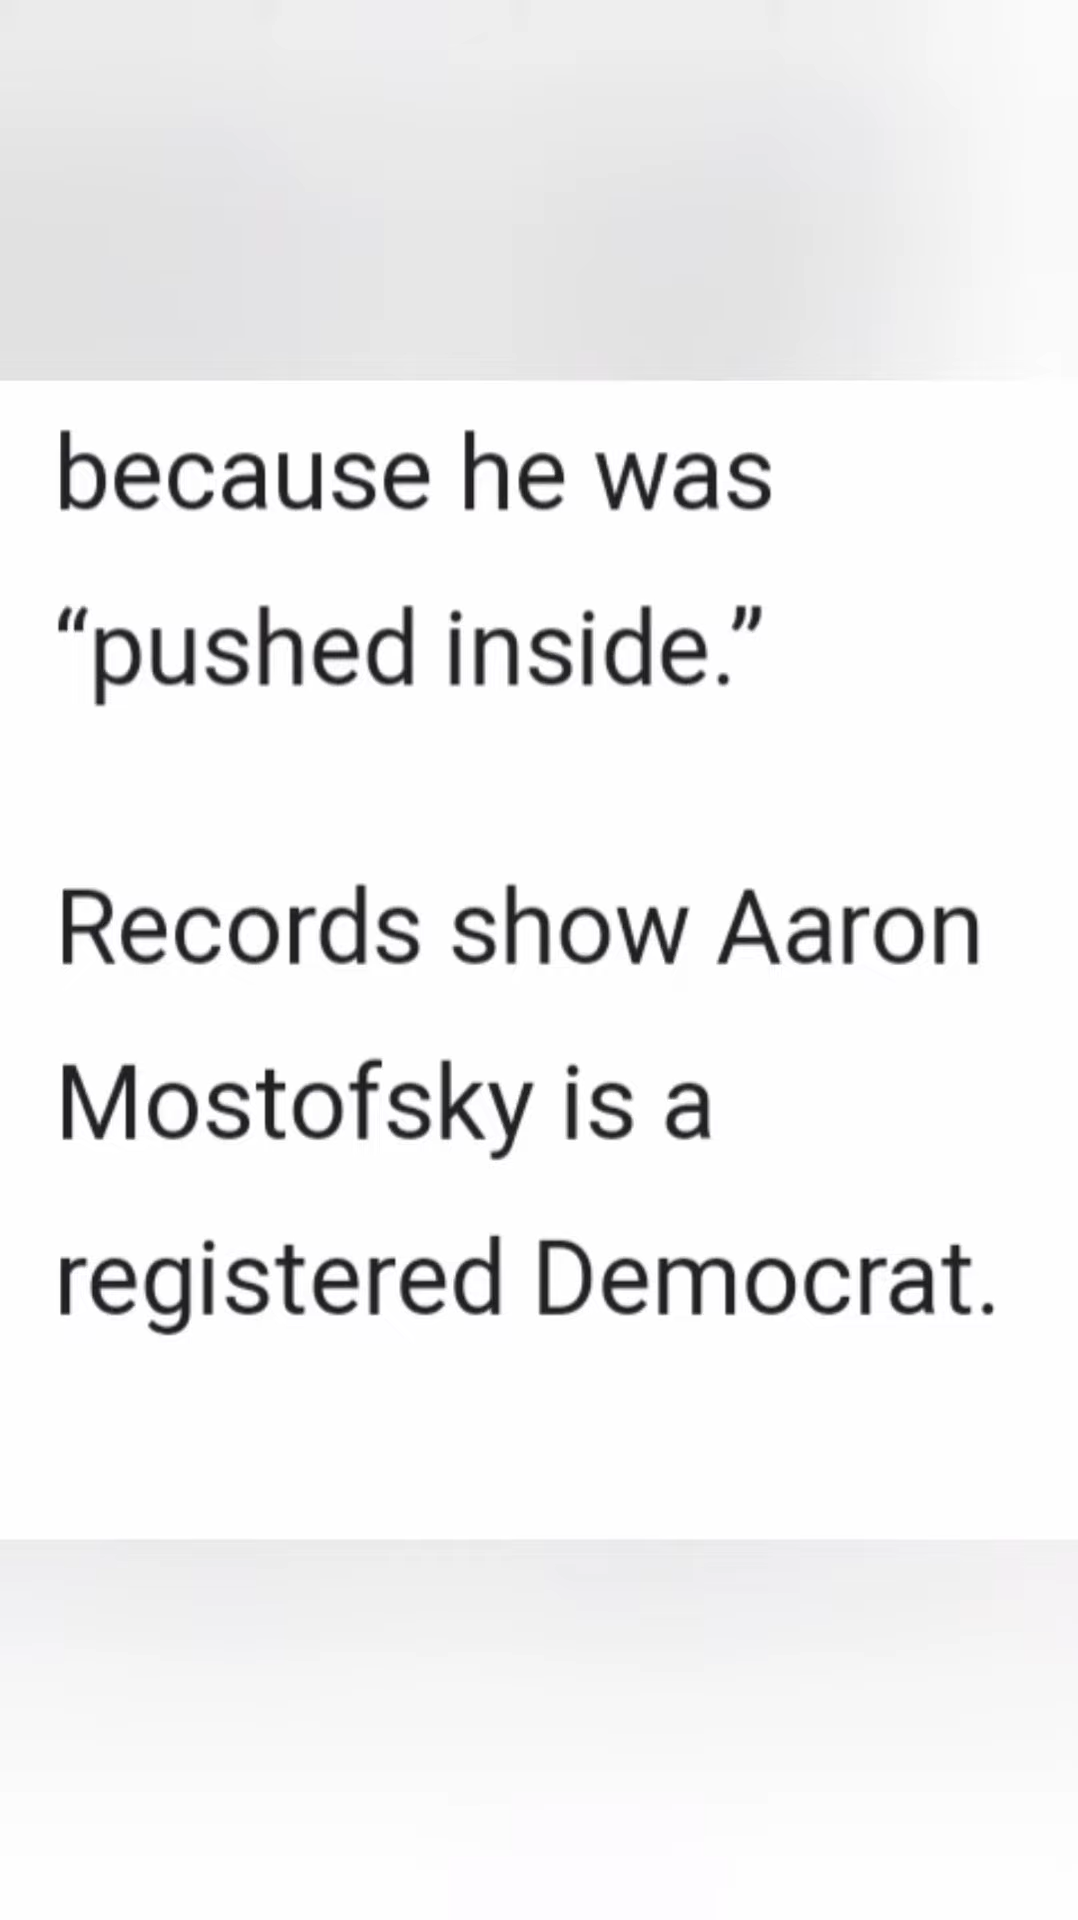 because he was
“pushed inside.”
Records show Aaron
Mostofsky is a
registered Democrat.